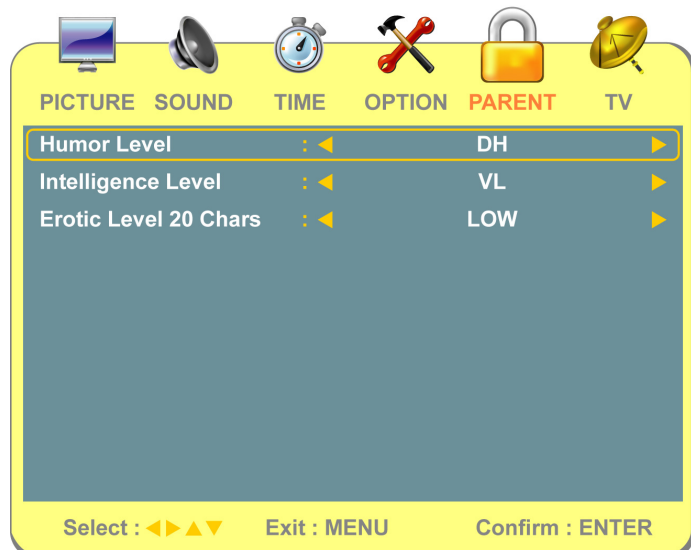 PICTURE SOUND TIME OPTION PARENT TV
Humor Level : DH
Intelligence Level : VL
Erotic Level 20 Chars : LOW
Select : Exit : MENU Confirm : ENTER